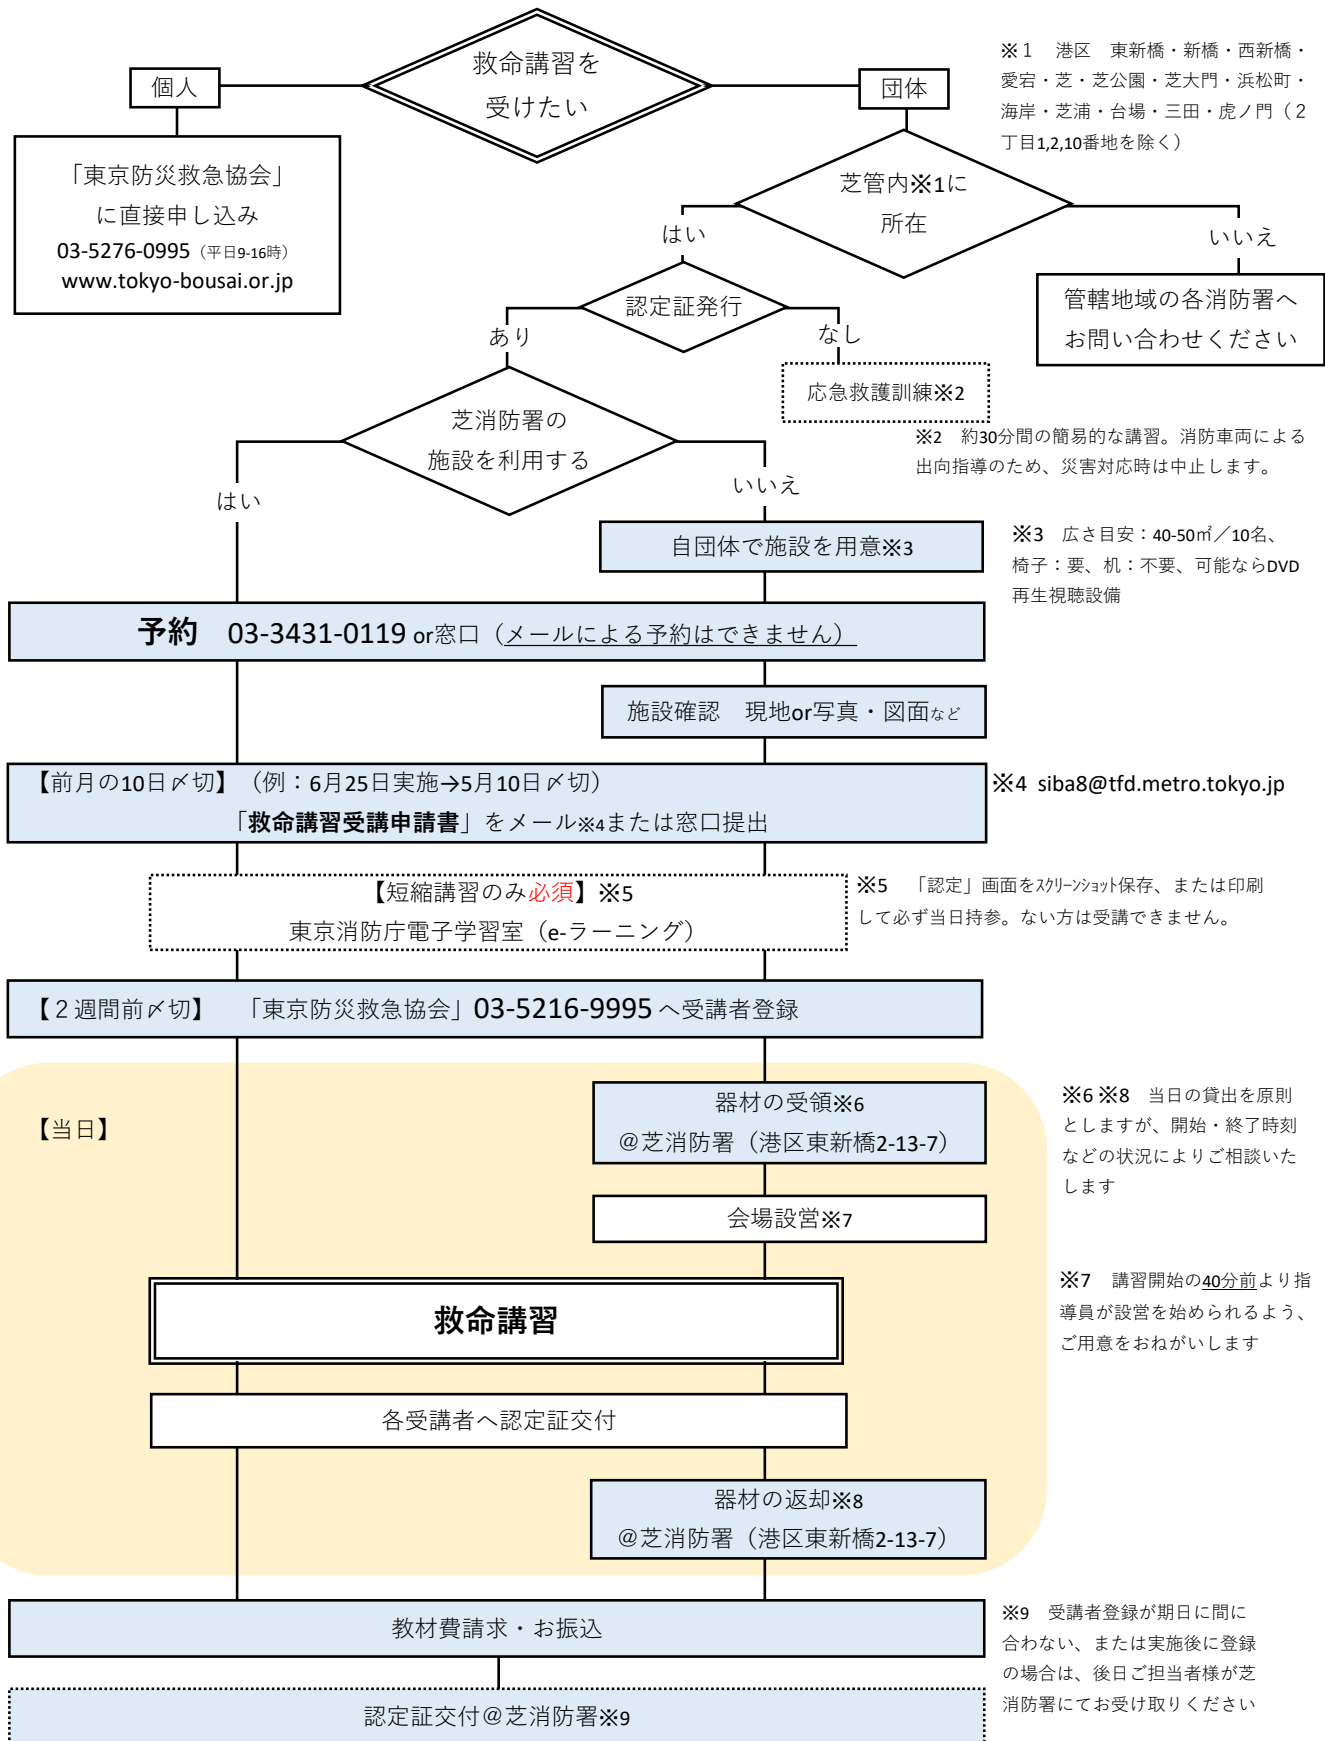 救命講習を
受けたい
個人
団体
※１　港区　東新橋・新橋・西新橋・
愛宕・芝・芝公園・芝大門・浜松町・
海岸・芝浦・台場・三田・虎ノ門（２
丁目1,2,10番地を除く）
「東京防災救急協会」
に直接申し込み
03-5276-0995（平日9-16時）
www.tokyo-bousai.or.jp
芝管内※1に
所在
はい
いいえ
認定証発行
管轄地域の各消防署へ
お問い合わせください
あり
なし
応急救護訓練※2
※2　約30分間の簡易的な講習。消防車両による
出向指導のため、災害対応時は中止します。
芝消防署の
施設を利用する
はい
いいえ
自団体で施設を用意※3
※3　広さ目安：40-50㎡／10名、
椅子：要、机：不要、可能ならDVD
再生視聴設備
予約　03-3431-0119 or窓口（メールによる予約はできません）
施設確認　現地or写真・図面など
【前月の10日〆切】（例：6月25日実施→5月10日〆切）
「救命講習受講申請書」をメール※4または窓口提出
※4 siba8@tfd.metro.tokyo.jp
【短縮講習のみ必須】※5
東京消防庁電子学習室（e-ラーニング）
※5　「認定」画面をｽｸﾘｰﾝｼｮｯﾄ保存、または印刷
して必ず当日持参。ない方は受講できません。
【２週間前〆切】　「東京防災救急協会」03-5216-9995 へ受講者登録
【当日】
器材の受領※6
@芝消防署（港区東新橋2-13-7）
※6 ※8　当日の貸出を原則
としますが、開始・終了時刻
などの状況によりご相談いた
します
会場設営※7
※7　講習開始の40分前より指
導員が設営を始められるよう、
ご用意をおねがいします
救命講習
各受講者へ認定証交付
器材の返却※8
@芝消防署（港区東新橋2-13-7）
教材費請求・お振込
※9　受講者登録が期日に間に
合わない、または実施後に登録
の場合は、後日ご担当者様が芝
消防署にてお受け取りください
認定証交付@芝消防署※9